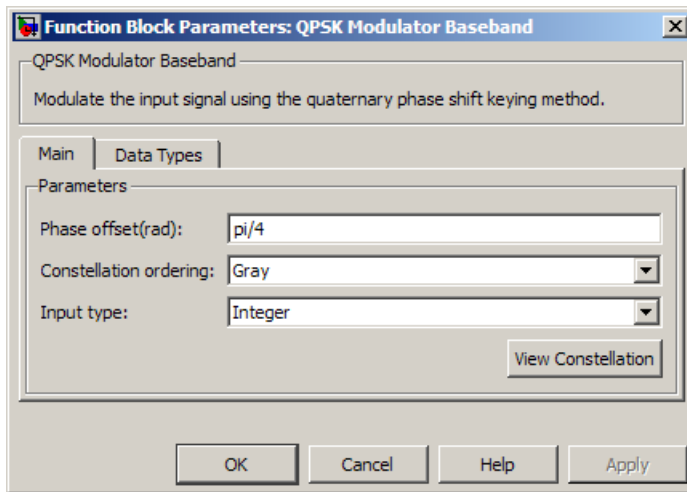 Function Block Parameters: QPSK Modulator Baseband
QPSK Modulator Baseband
Modulate the input signal using the quaternary phase shift keying method.
Main Data Types
Parameters
Phase offset(rad): pi/4
Constellation ordering: Gray
Input type: Integer
View Constellation
OK Cancel Help Apply